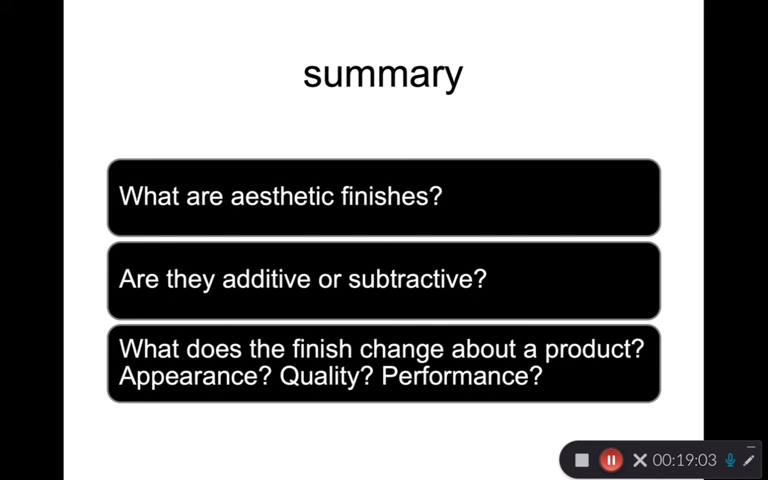 summary
What are aesthetic finishes?
Are they additive or subtractive?
What does the finish change about a product?
Appearance? Quality? Performance?
00:19:03